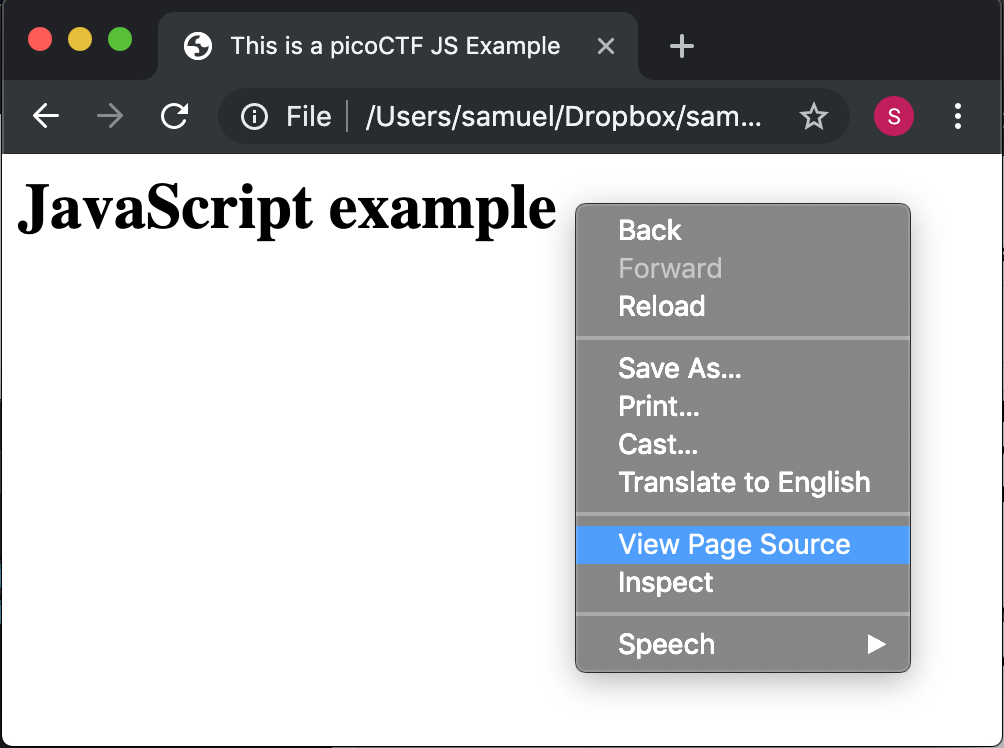 This is a picoCTF JS Example
File /Users/samuel/Dropbox/sam...
S
JavaScript example
Back
Forward
Reload
Save As...
Print...
Cast...
Translate to English
View Page Source
Inspect
Speech